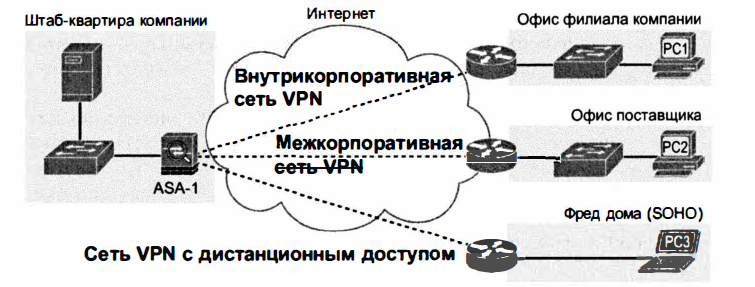 Штаб-квартира компании
Интернет
Офис филиала компании
PC1
Внутрикорпоративная
сеть VPN
Офис поставщика
Межкорпоративная
сеть VPN
PC2
ASA-1
Фред дома (SOHO)
PC3
Сеть VPN с дистанционным доступом